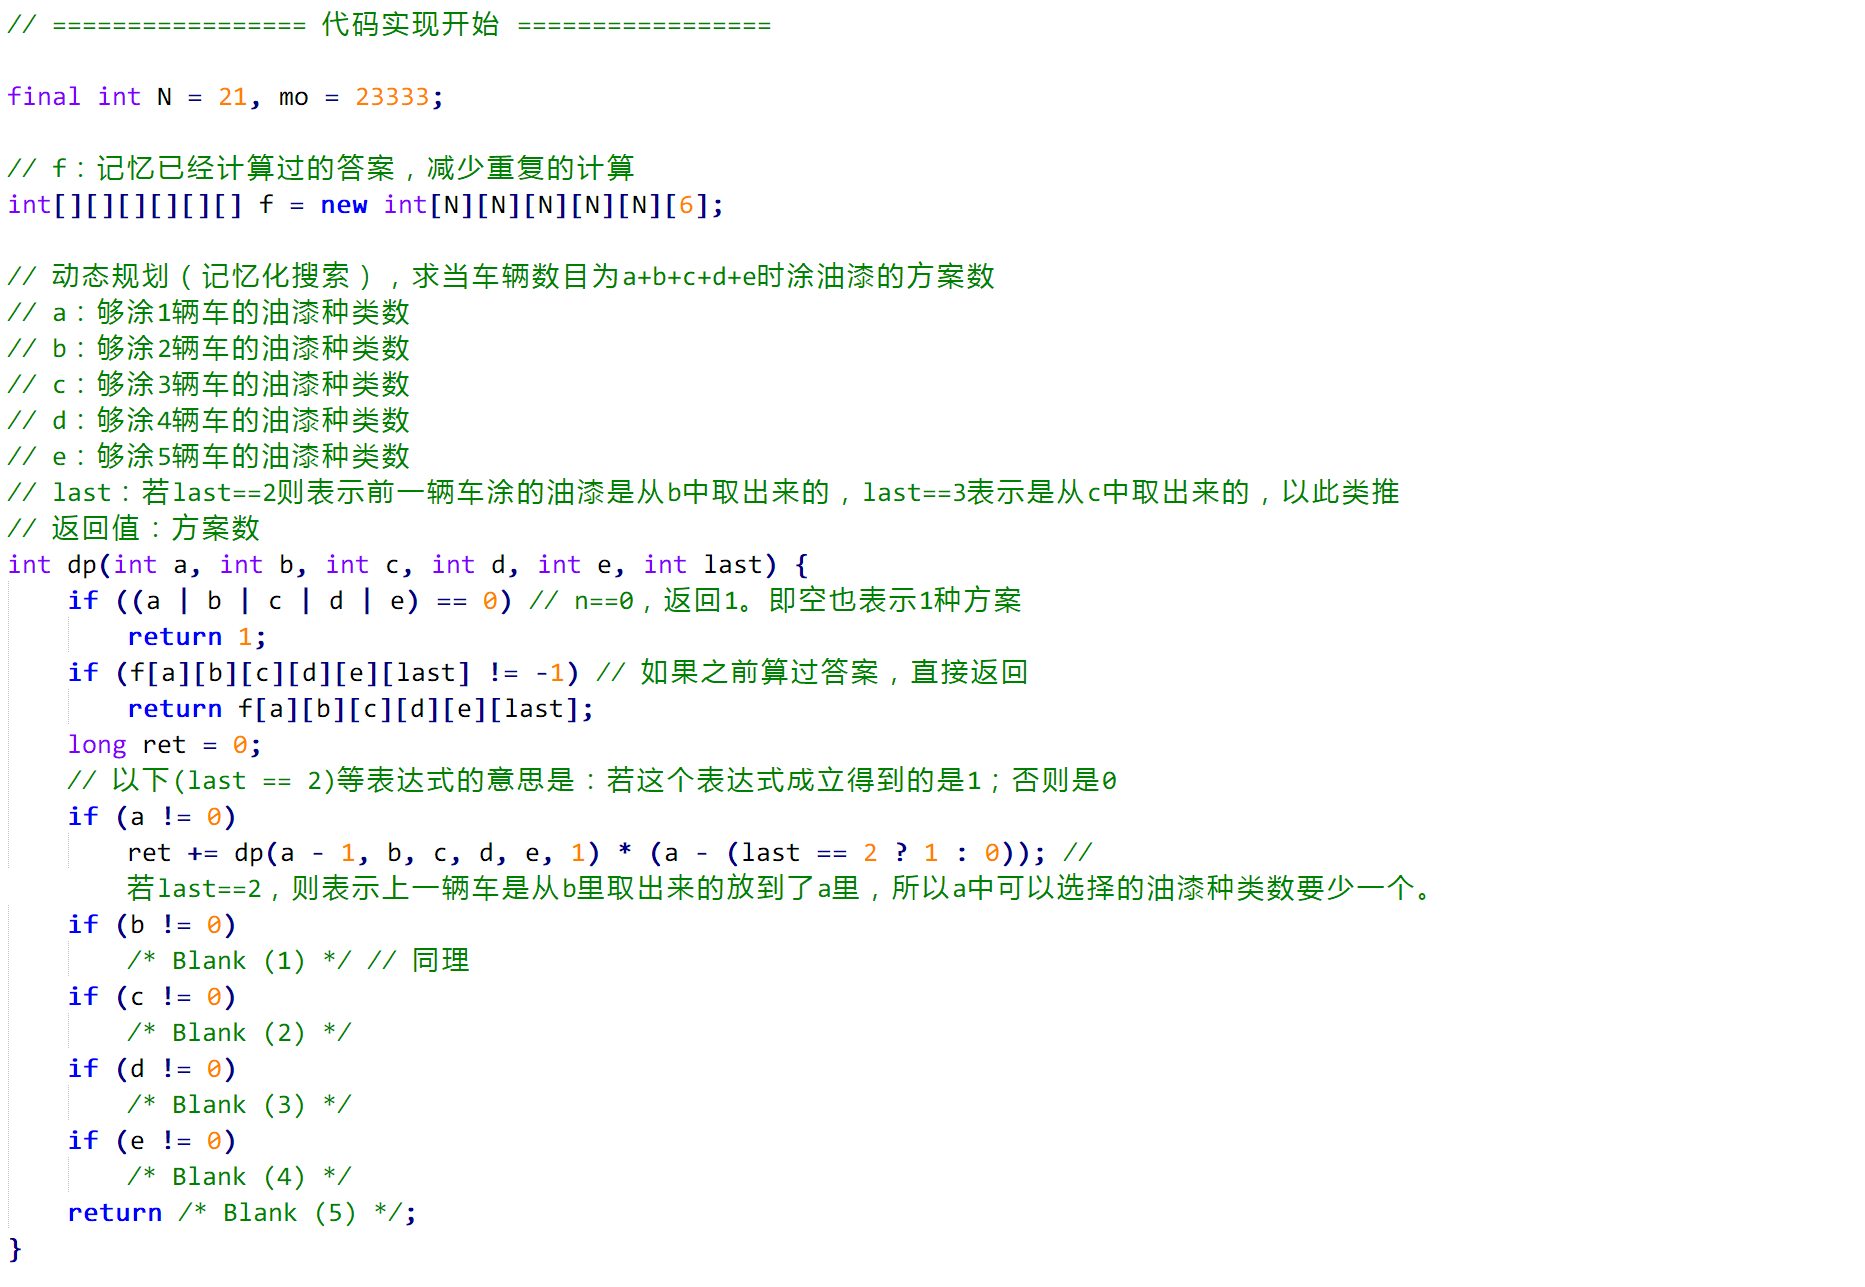 // ================= 代码实现开始 =================
final int N = 21, mo = 23333;
// f：记忆已经计算过的答案，减少重复的计算
int[][][][][][] f = new int[N][N][N][N][N][6];
// 动态规划（记忆化搜索），求当车辆数目为a+b+c+d+e时涂油漆的方案数
// a：够涂1辆车的油漆种类数
// b：够涂2辆车的油漆种类数
// c：够涂3辆车的油漆种类数
// d：够涂4辆车的油漆种类数
// e：够涂5辆车的油漆种类数
// last：若last==2则表示前一辆车涂的油漆是从b中取出来的，last==3表示是从c中取出来的，以此类推
// 返回值：方案数
int dp(int a, int b, int c, int d, int e, int last) {
    if ((a | b | c | d | e) == 0) // n==0，返回1。即空也表示1种方案
        return 1;
    if (f[a][b][c][d][e][last] != -1) // 如果之前算过答案，直接返回
        return f[a][b][c][d][e][last];
    long ret = 0;
    // 以下(last == 2)等表达式的意思是：若这个表达式成立得到的是1；否则是0
    if (a != 0)
        ret += dp(a - 1, b, c, d, e, 1) * (a - (last == 2 ? 1 : 0)); //
        若last==2，则表示上一辆车是从b里取出来的放到了a里，所以a中可以选择的油漆种类数要少一个。
    if (b != 0)
        /* Blank (1) */ // 同理
    if (c != 0)
        /* Blank (2) */
    if (d != 0)
        /* Blank (3) */
    if (e != 0)
        /* Blank (4) */
    return /* Blank (5) */;
}